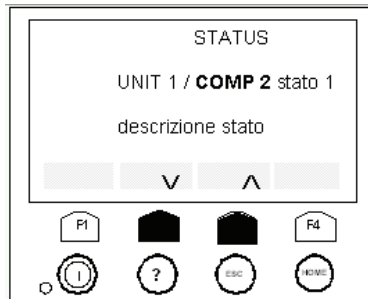 STATUS
UNIT 1 / COMP 2 stato 1
descrizione stato
V Λ
F1 F4
I ? ESC HOME